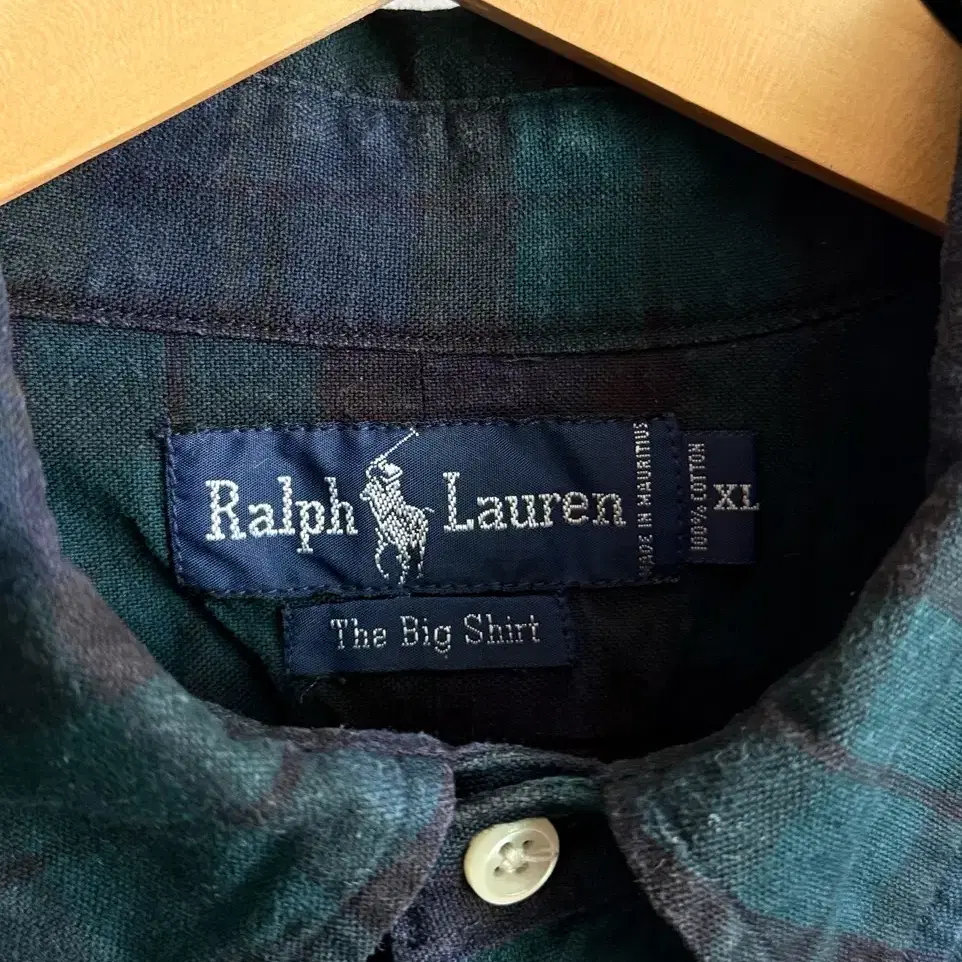 Ralph Lauren
MADE IN MAURITIUS
100% COTTON
XL
The Big Shirt